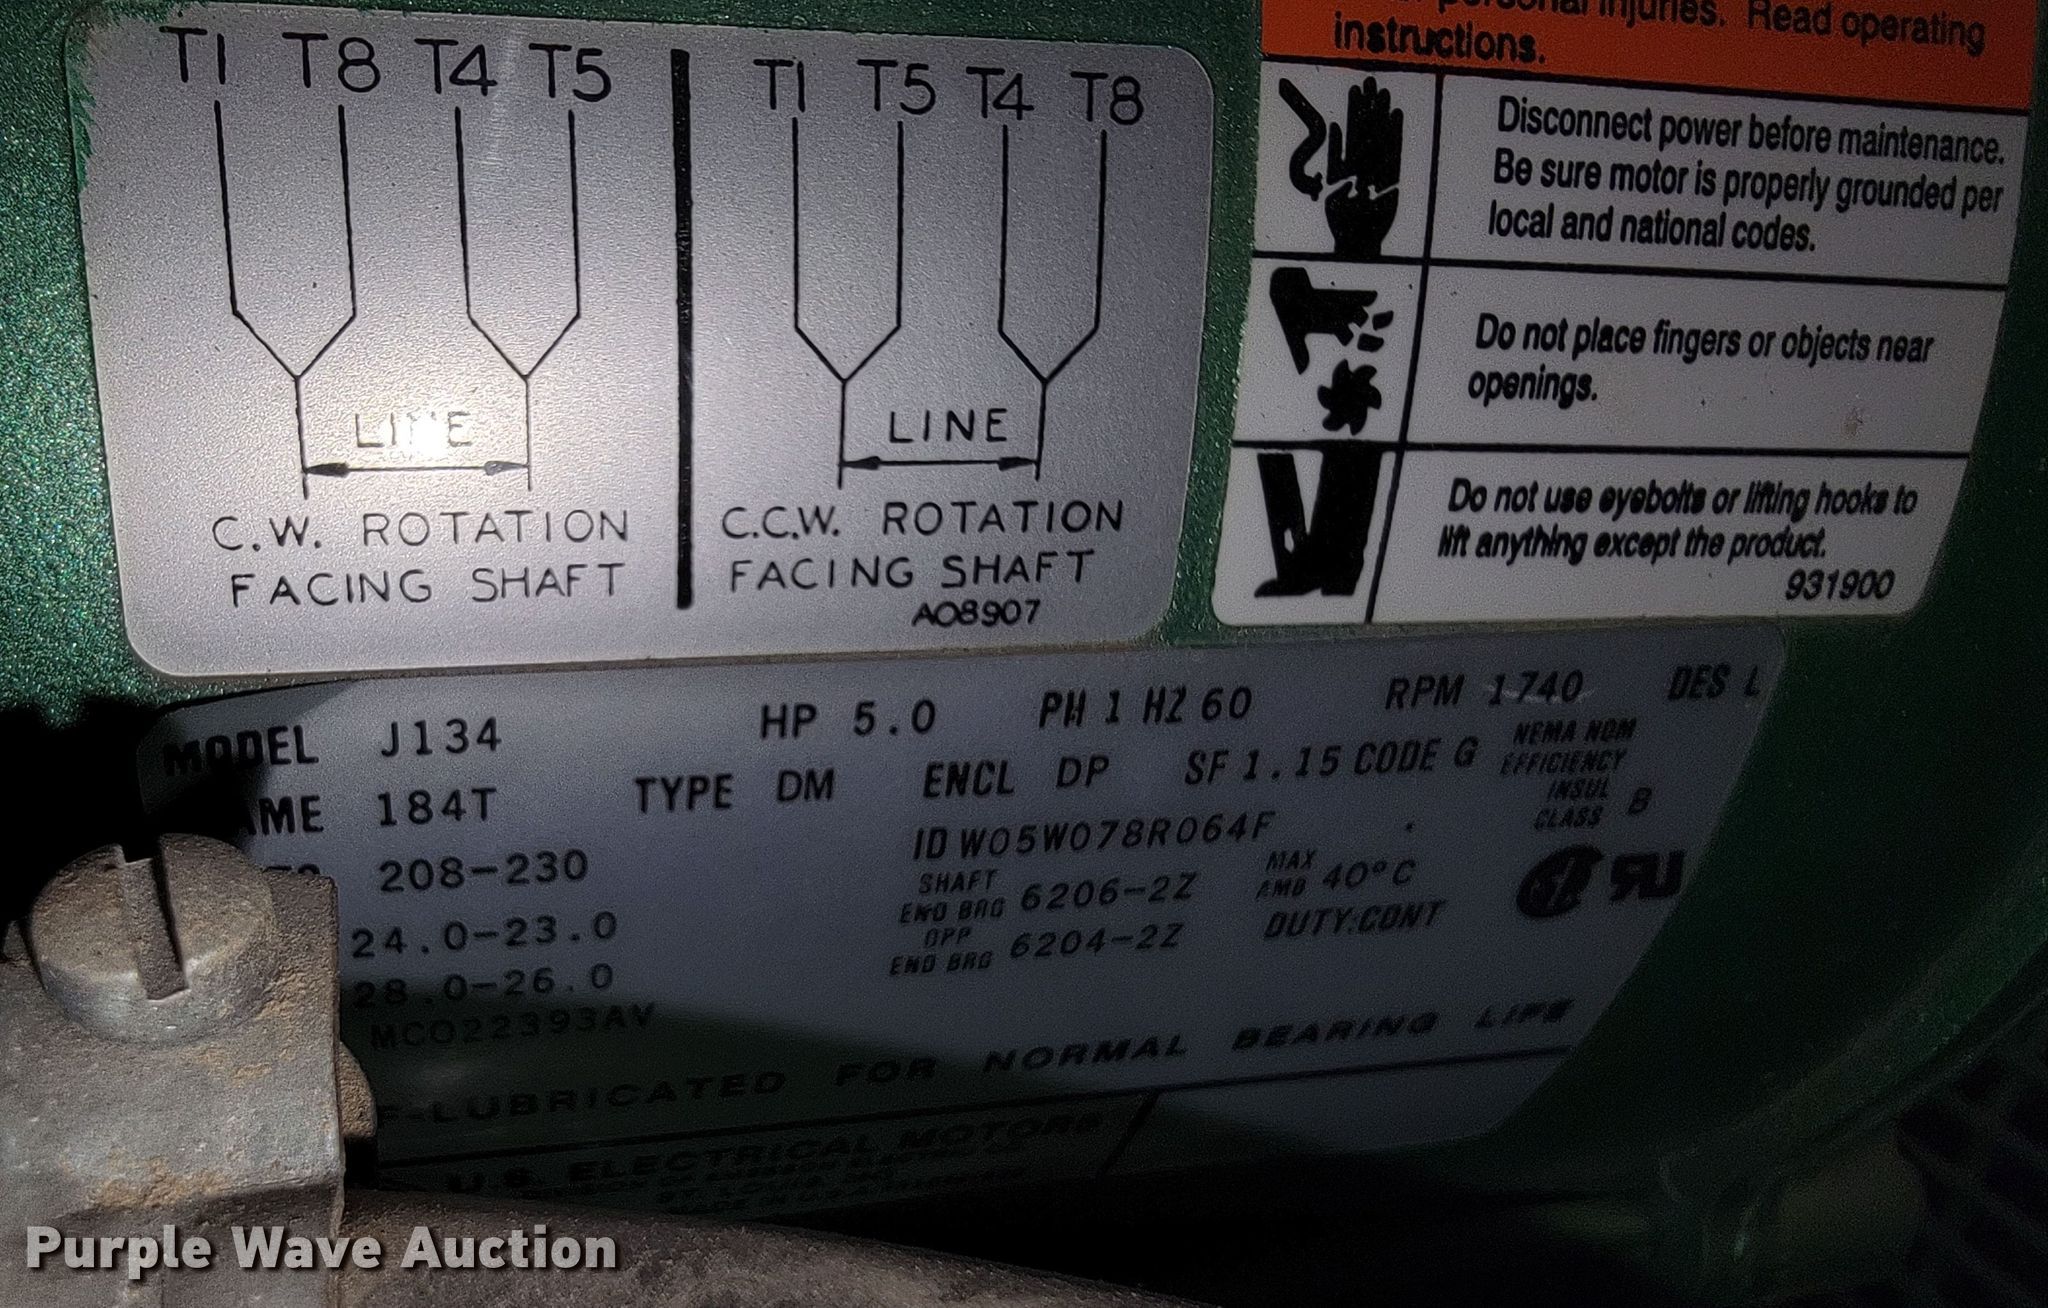 T1 T8 T4 T5
LINE
C.W. ROTATION
FACING SHAFT
T1 T5 T4 T8
LINE
C.C.W. ROTATION
FACING SHAFT
A08907
personal injuries. Read operating
instructions.
Disconnect power before maintenance.
Be sure motor is properly grounded per
local and national codes.
Do not place fingers or objects near
openings.
Do not use eyebolts or lifting hooks to
lift anything except the product.
931900
MODEL J134 HP 5.0 PH 1 HZ 60 RPM 1740 DES L
AME 184T TYPE DM ENCL DP SF 1.15 CODE G NEMA NOM
EFFICIENCY
208-230 ID W05W078R064F INSUL
CLASS B
24.0-23.0 SHAFT
END BRG 6206-2Z MAX
AMB 40°C
28.0-26.0 OPP
END BRG 6204-2Z DUTY:CONT
MC022393AV
F-LUBRICATED FOR NORMAL BEARING LIFE
U.S. ELECTRICAL MOTORS
Purple Wave Auction